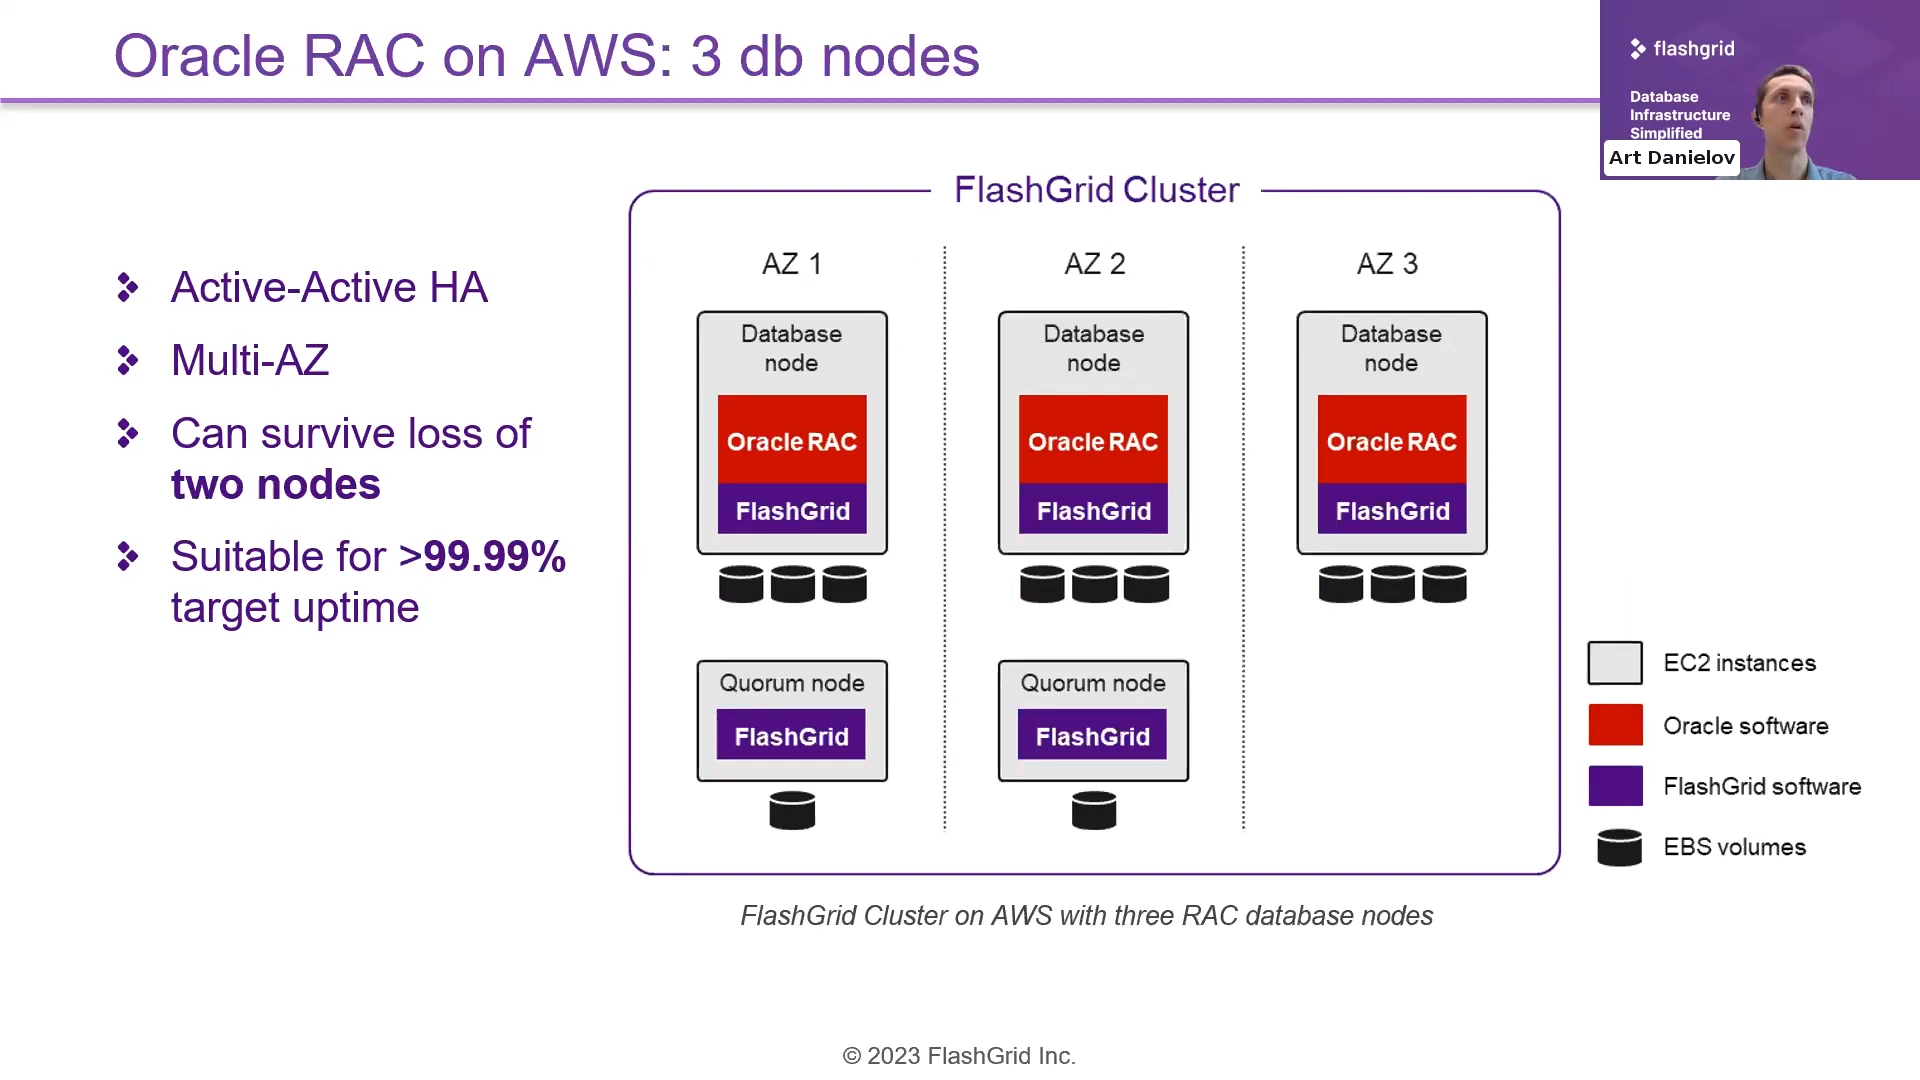 Oracle RAC on AWS: 3 db nodes
flashgrid
Database
Infrastructure
Simplified
Art Danielov
Active-Active HA
Multi-AZ
Can survive loss of
two nodes
Suitable for >99.99%
target uptime
FlashGrid Cluster
AZ 1
AZ 2
AZ 3
Database
node
Database
node
Database
node
Oracle RAC
Oracle RAC
Oracle RAC
FlashGrid
FlashGrid
FlashGrid
Quorum node
Quorum node
FlashGrid
FlashGrid
EC2 instances
Oracle software
FlashGrid software
EBS volumes
FlashGrid Cluster on AWS with three RAC database nodes
© 2023 FlashGrid Inc.